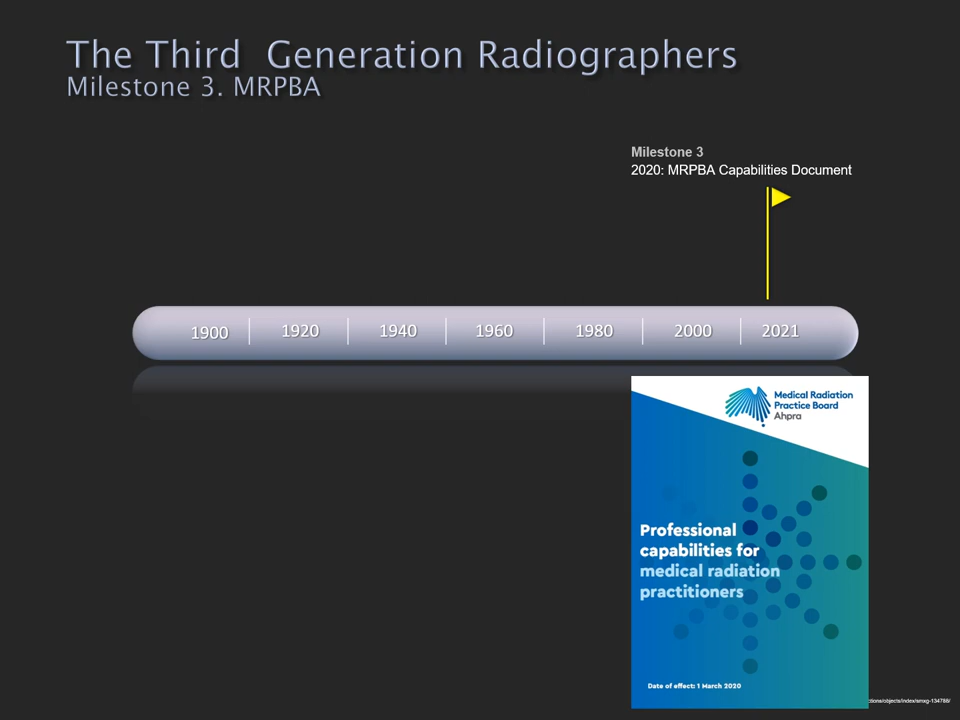 The Third Generation Radiographers
Milestone 3. MRPBA
Milestone 3
2020: MRPBA Capabilities Document
1900
1920
1940
1960
1980
2000
2021
Medical Radiation
Practice Board
Ahpra
Professional
capabilities for
medical radiation
practitioners
Date of effect: 1 March 2020